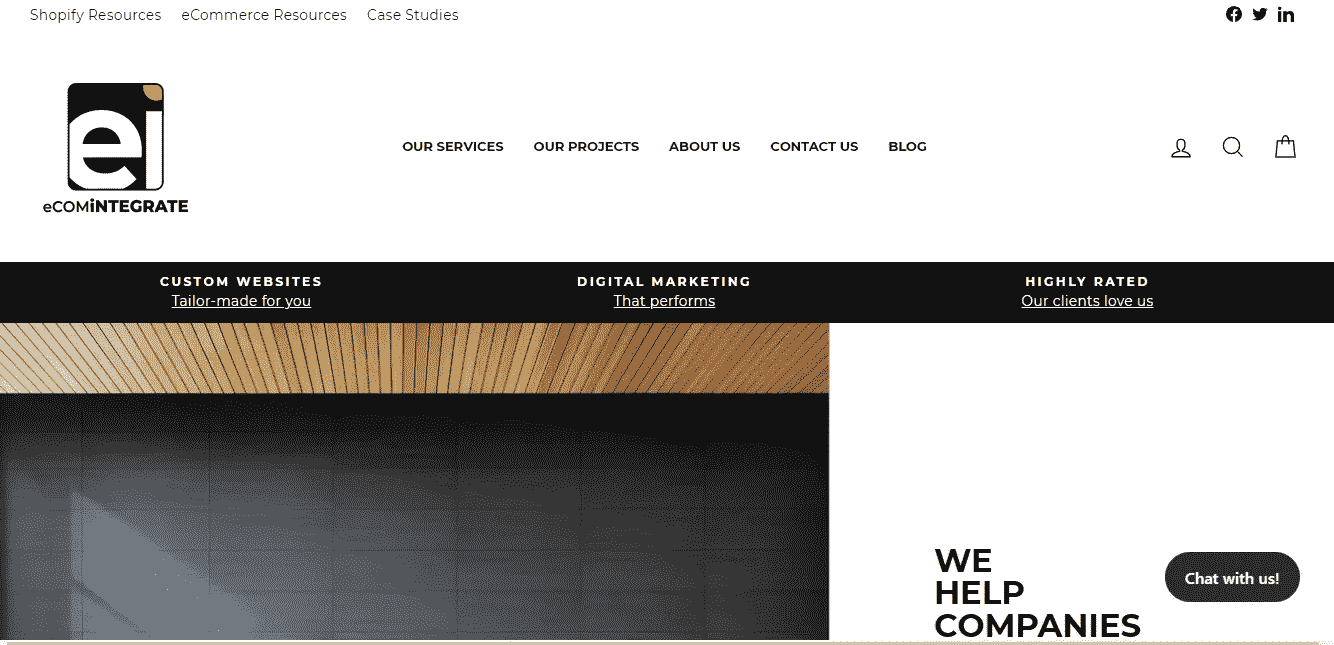 Shopify Resources eCommerce Resources Case Studies
ei
eCOMiNTEGRATE
OUR SERVICES OUR PROJECTS ABOUT US CONTACT US BLOG
CUSTOM WEBSITES
Tailor-made for you
DIGITAL MARKETING
That performs
HIGHLY RATED
Our clients love us
WE
HELP
COMPANIES
Chat with us!